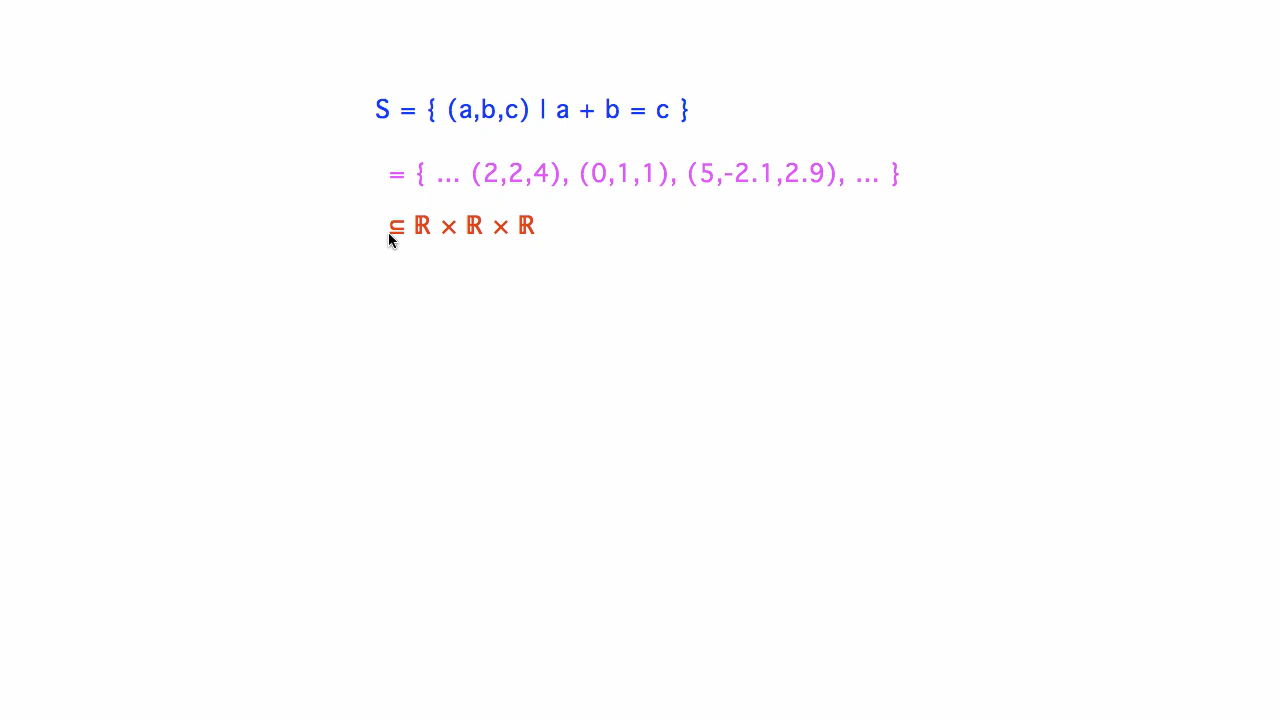 S = { (a,b,c) | a + b = c }
= { ... (2,2,4), (0,1,1), (5,-2.1,2.9), ... }
⊆ ℝ × ℝ × ℝ